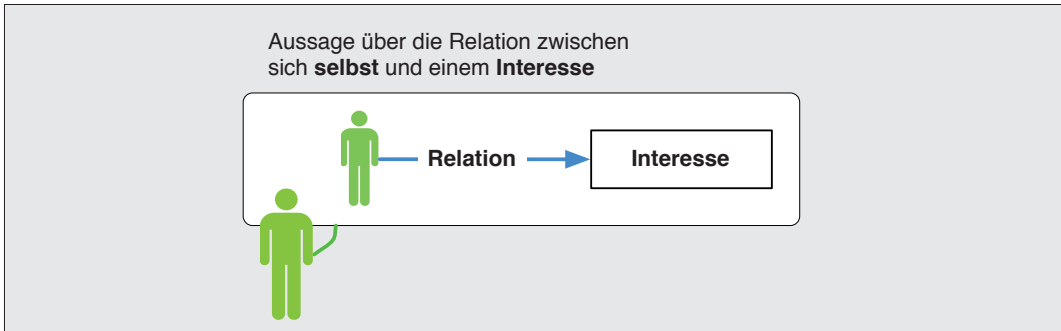 Aussage über die Relation zwischen
sich selbst und einem Interesse
Relation
Interesse